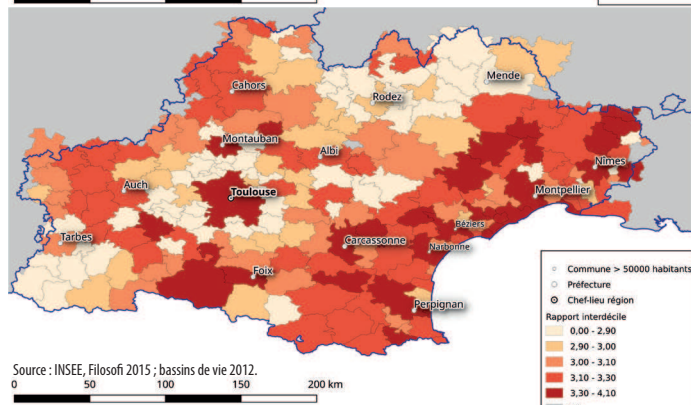 Cahors
Mende
Rodez
Montauban
Albi
Nîmes
Auch
Toulouse
Montpellier
Béziers
Tarbes
Carcassonne
Narbonne
Foix
Perpignan
Commune > 50000 habitants
Préfecture
Chef-lieu région
Rapport interdécile
0,00 - 2,90
2,90 - 3,00
3,00 - 3,10
3,10 - 3,30
3,30 - 4,10
Source : INSEE, Filosofi 2015 ; bassins de vie 2012.
0 50 100 150 200 km